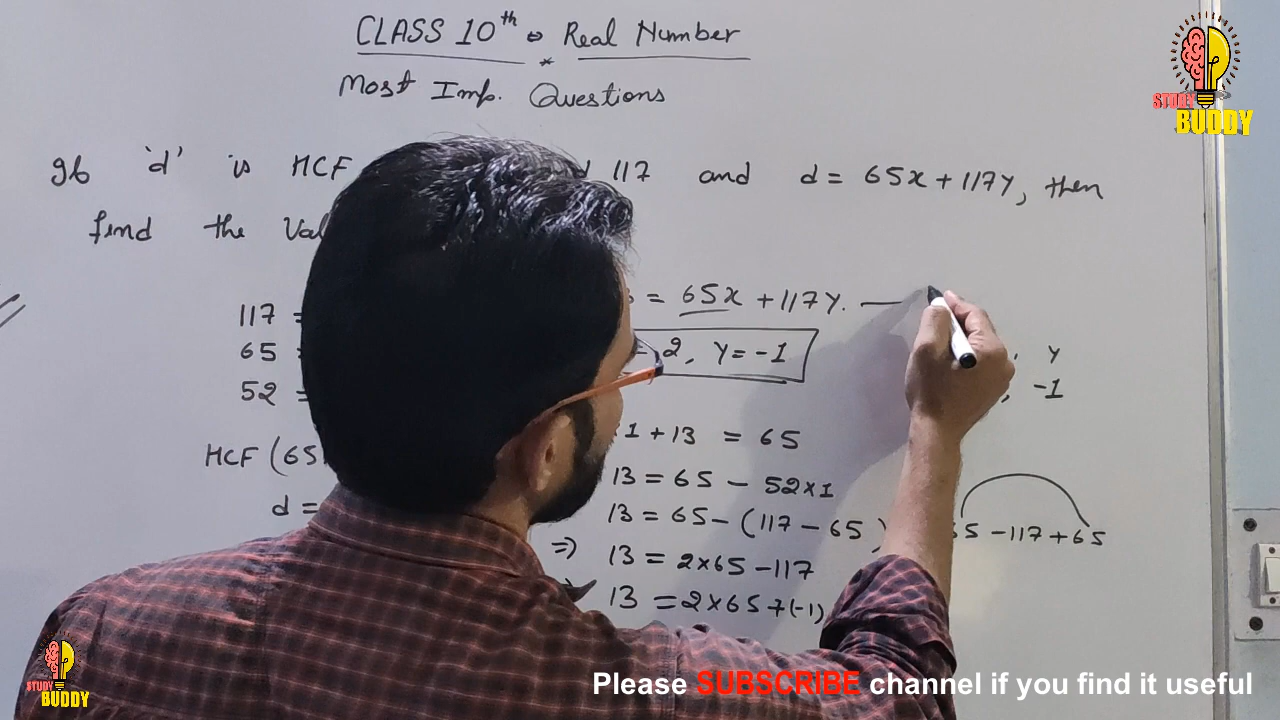 CLASS 10th Real Number
Most Imp. Questions
STUDY
BUDDY
If 'd' is HCF 117 and d = 65x + 117y, then
find the Val
117 =
65
52 =
HCF (65
d =
= 65x + 117y.
2, y = -1
y
, -1
1 + 13 = 65
13 = 65 - 52×1
13 = 65 - (117 - 65) 65 - 117 + 65
=> 13 = 2×65 - 117
13 = 2×65 + (-1)
STUDY
BUDDY
Please SUBSCRIBE channel if you find it useful